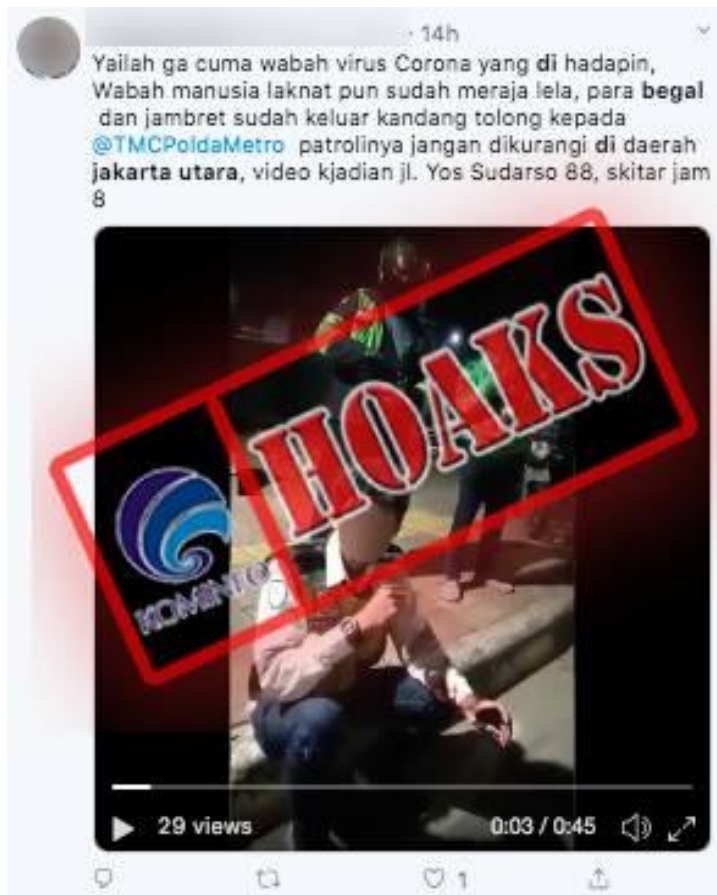 · 14h
Yailah ga cuma wabah virus Corona yang di hadapin,
Wabah manusia laknat pun sudah meraja lela, para begal
dan jambret sudah keluar kandang tolong kepada
@TMCPoldaMetro patrolinya jangan dikurangi di daerah
jakarta utara, video kjadian jl. Yos Sudarso 88, skitar jam
8
HOAKS
KOMINFO
29 views
0:03 / 0:45
1